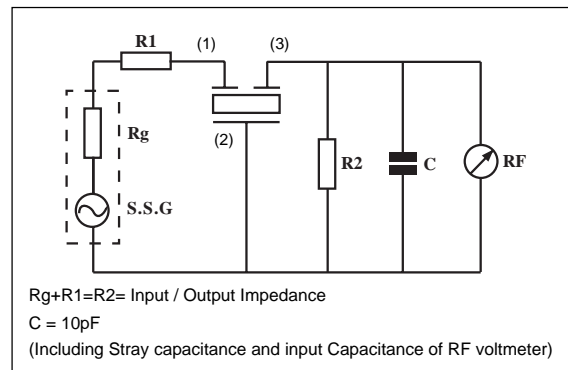 R1
(1)
(3)
Rg
(2)
R2
C
RF
S.S.G
Rg+R1=R2= Input / Output Impedance
C = 10pF
(Including Stray capacitance and input Capacitance of RF voltmeter)